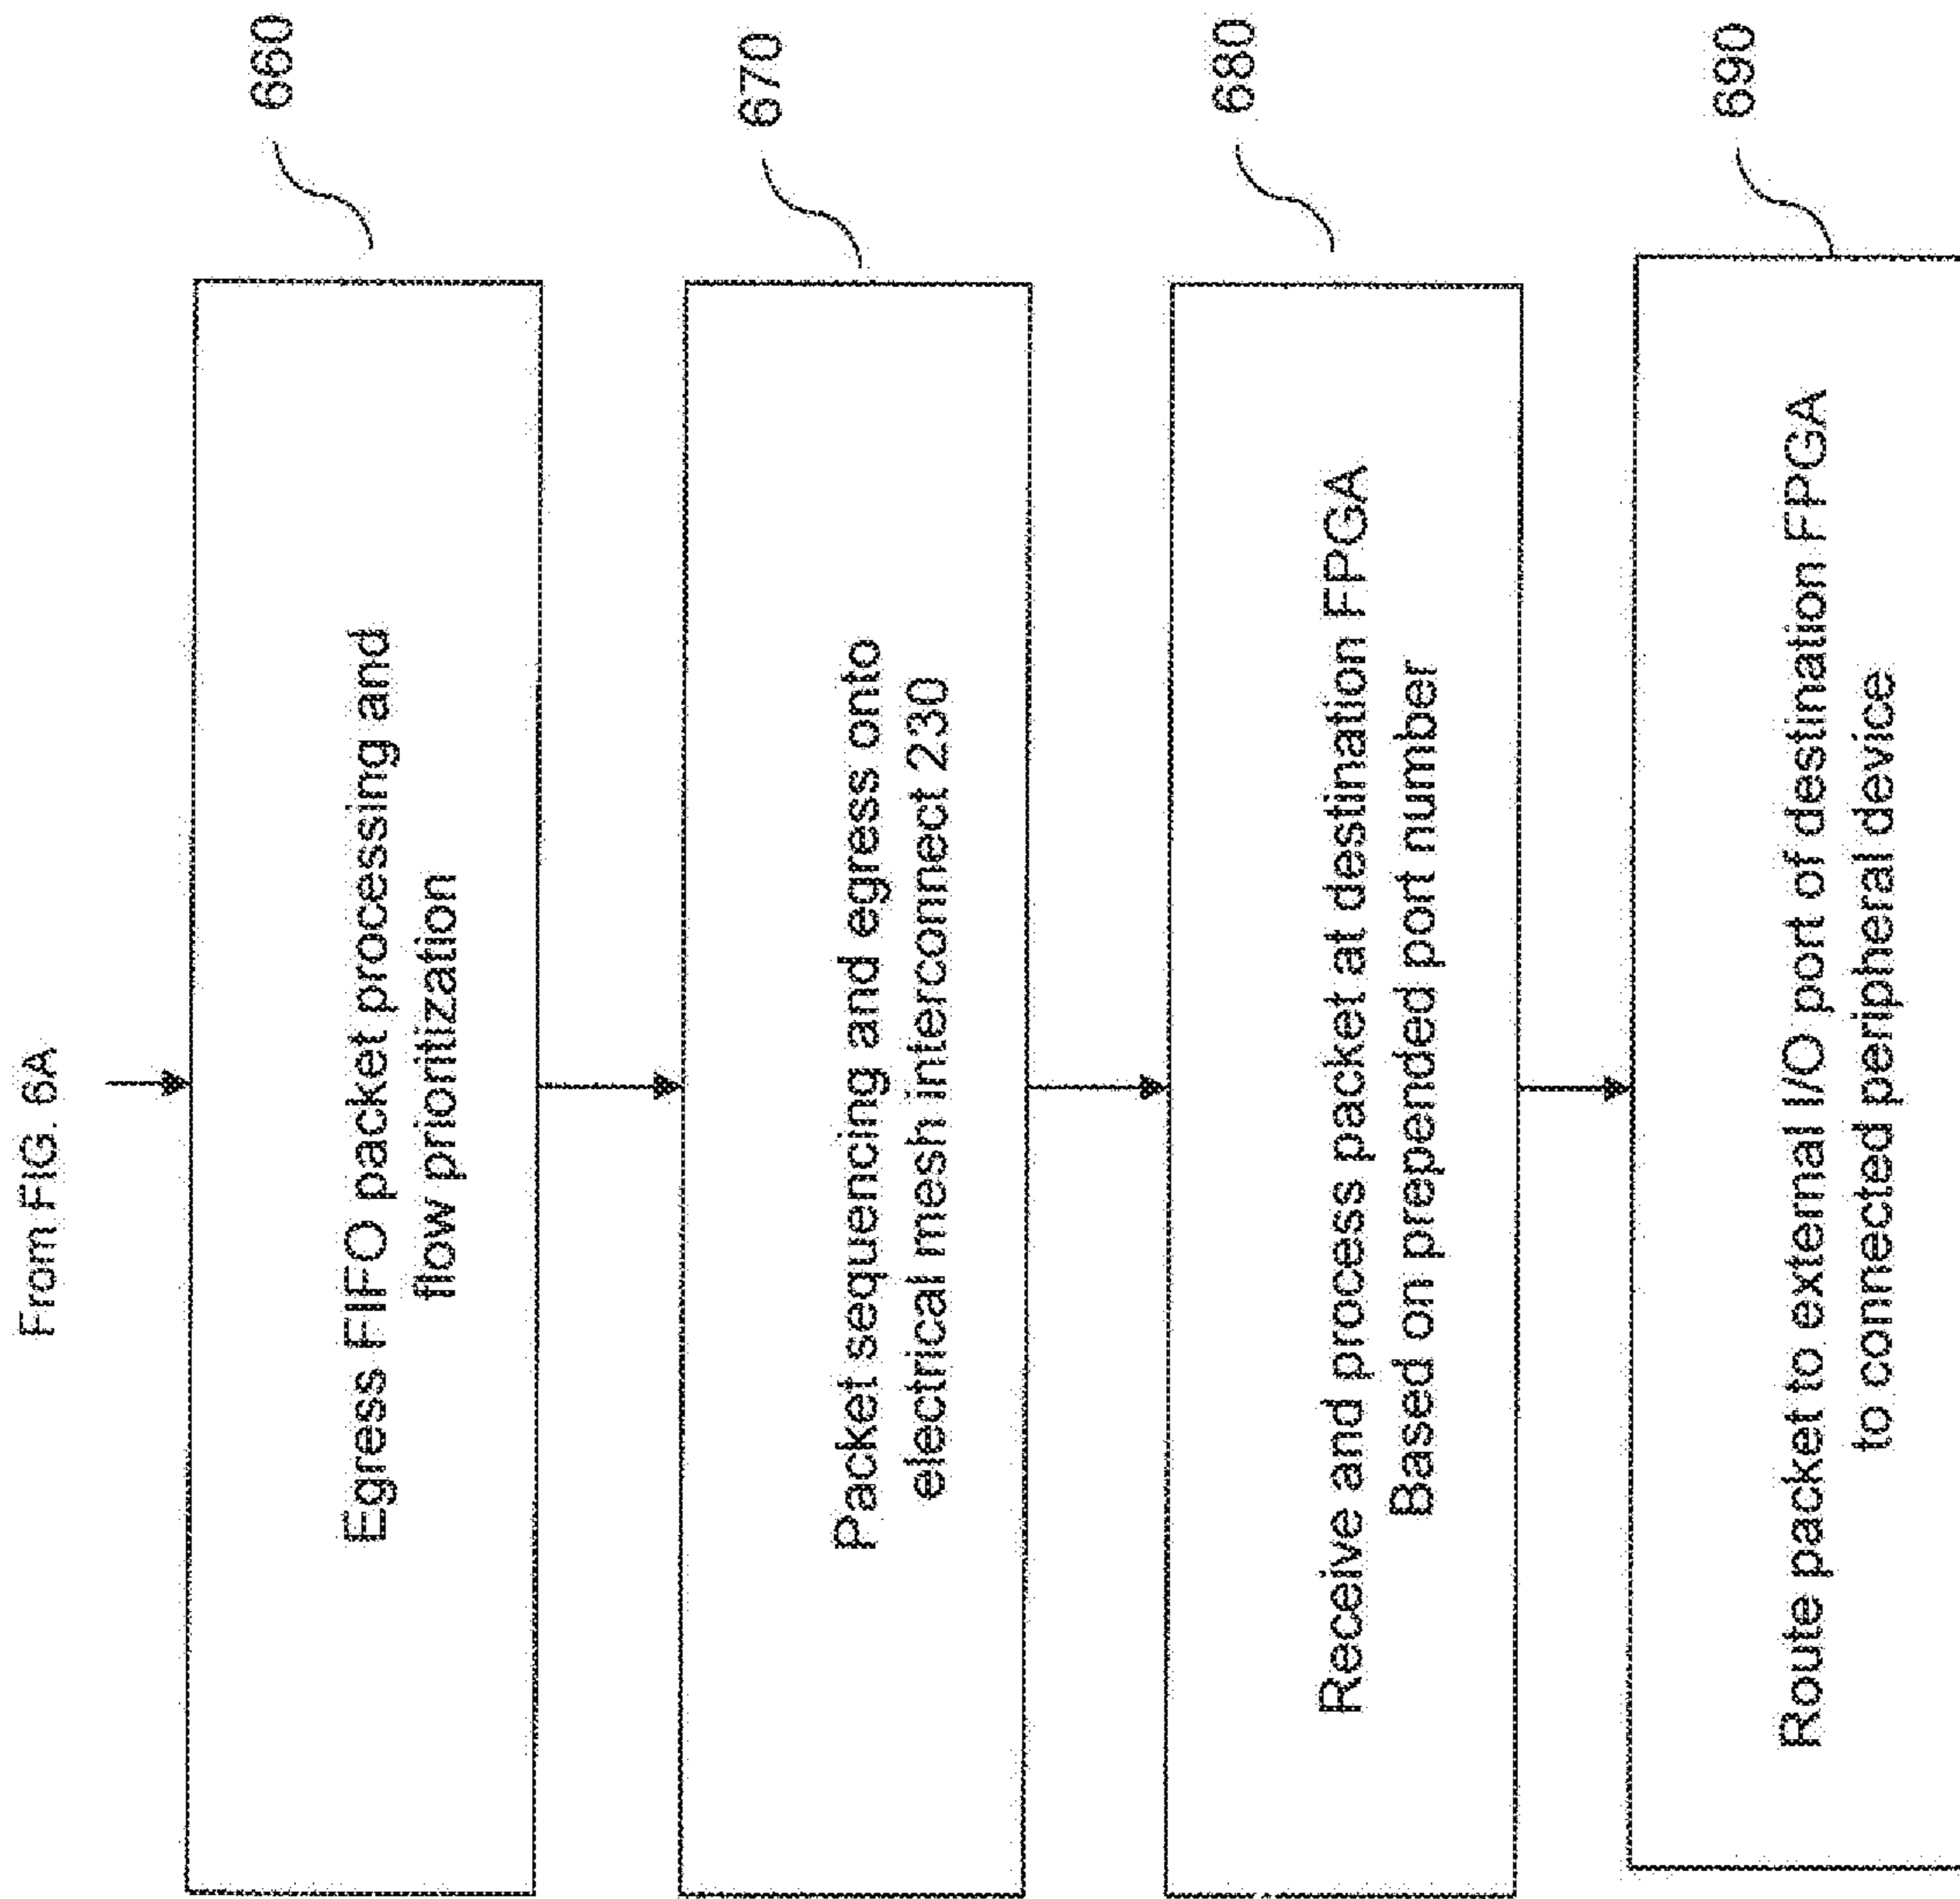 From FIG. 6A
660
Egress FIFO packet processing and
flow prioritization
670
Packet sequencing and egress onto
electrical mesh interconnect 230
680
Receive and process packet at destination FPGA
Based on prepended port number
690
Route packet to external I/O port of destination FPGA
to connected peripheral device